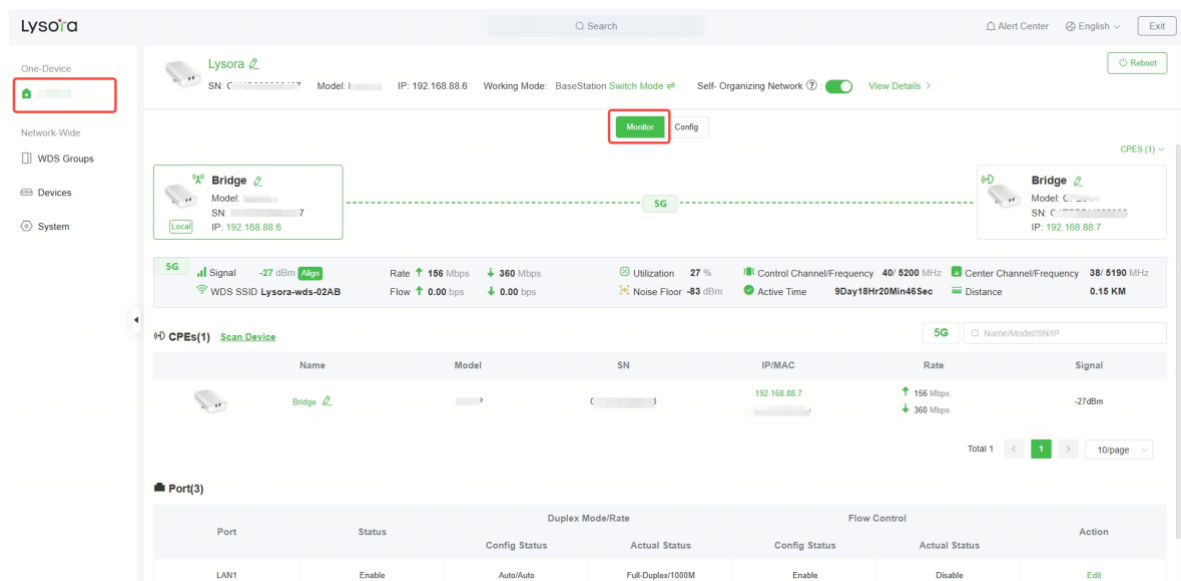 Lysora
Search
Alert Center
English
Exit
One-Device
Network-Wide
WDS Groups
Devices
System
Lysora
Reboot
SN: Model: IP: 192.168.88.6 Working Mode: BaseStation Switch Mode Self- Organizing Network ? : View Details >
Monitor Config
CPES (1)
Bridge
Model:
SN: 7
Local IP: 192.168.88.6
5G
Bridge
Model:
SN:
IP: 192.168.88.7
5G Signal -27 dBm Align Rate 156 Mbps 360 Mbps Utilization 27 % Control Channel/Frequency 40/ 5200 MHz Center Channel/Frequency 38/ 5190 MHz
WDS SSID Lysora-wds-02AB Flow 0.00 bps 0.00 bps Noise Floor -83 dBm Active Time 9Day18Hr20Min46Sec Distance 0.15 KM
CPEs(1) Scan Device 5G Name/Model/SN/IP
Name Model SN IP/MAC Rate Signal
Bridge 192.168.88.7 156 Mbps 360 Mbps -27dBm
Total 1 < 1 > 10/page
Port(3)
Port Status Duplex Mode/Rate Flow Control Action
Config Status Actual Status Config Status Actual Status
LAN1 Enable Auto/Auto Full-Duplex/1000M Enable Disable Edit